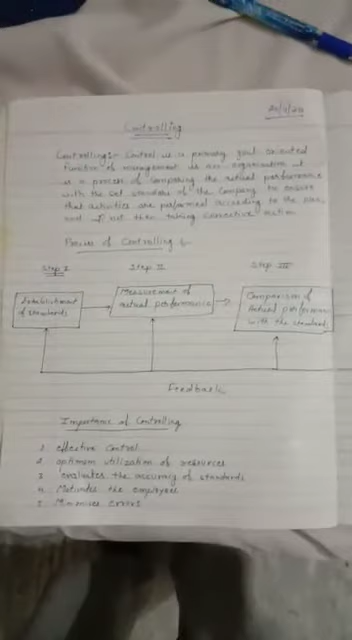 Controlling
Controlling:- Control is a primary goal oriented
function of management in an organisation. it
is a process of comparing the actual performance
with the set standards of the company to ensure
that activities are performed according to the plan
and if not then taking corrective action
Process of Controlling :-
Step I Step II Step III
Establishment of standards
Measurement of actual performance
Comparison of Actual performance with the standards
Feedback
Importance of Controlling
1. effective control
2. optimum utilization of resources
3. evaluates the accuracy of standards
4. Motivates the employees
5. Minimises errors